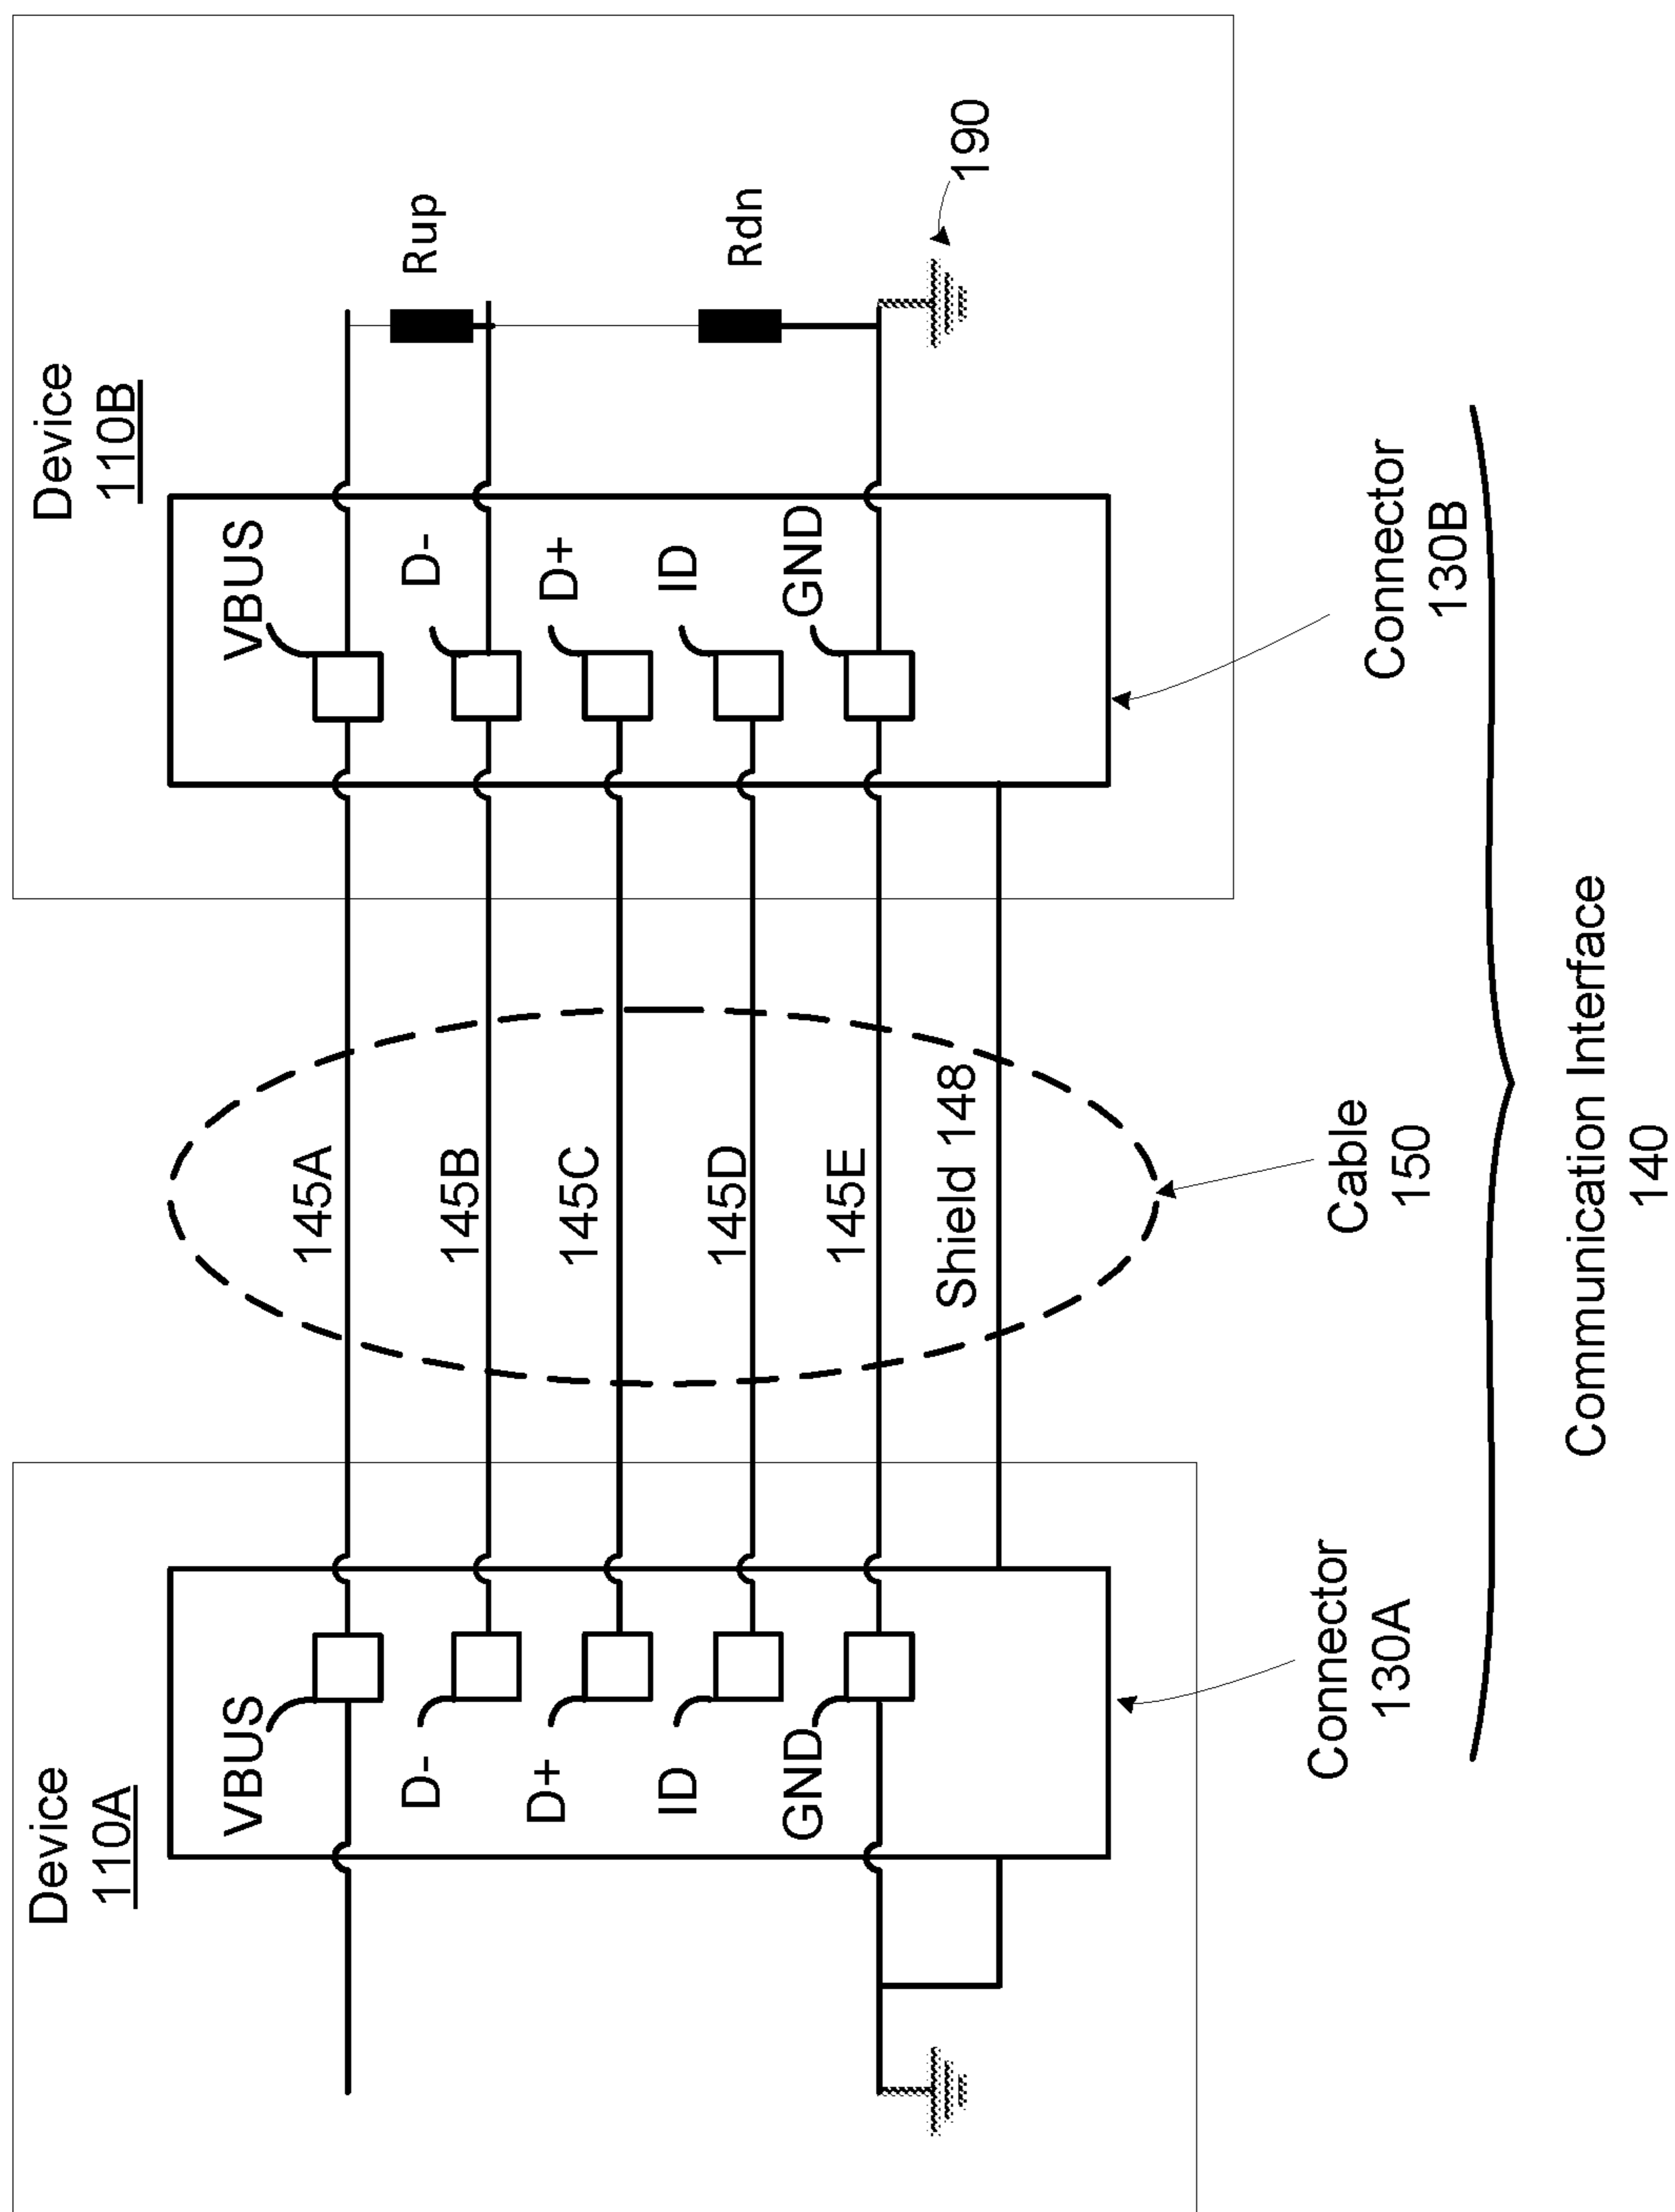 Device
110A
Device
110B
VBUS
D-
D+
ID
GND
145A
145B
145C
145D
145E
Shield 148
VBUS
D-
D+
ID
GND
Rup
Rdn
190
Connector
130A
Cable
150
Connector
130B
Communication Interface
140